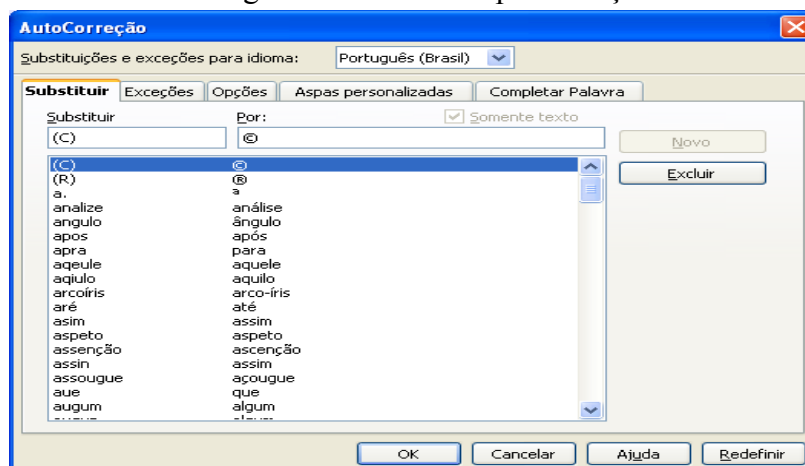 AutoCorreção
Substituições e exceções para idioma: Português (Brasil)
Substituir Exceções Opções Aspas personalizadas Completar Palavra
Substituir Por: Somente texto
(C) © Novo
(C) © Excluir
(R) ®
a. ª
analize análise
angulo ângulo
apos após
apra para
aqeule aquele
aqiulo aquilo
arcoíris arco-íris
aré até
asim assim
aspeto aspecto
assenção ascenção
assin assim
assougue açougue
aue que
augum algum
OK Cancelar Ajuda Redefinir